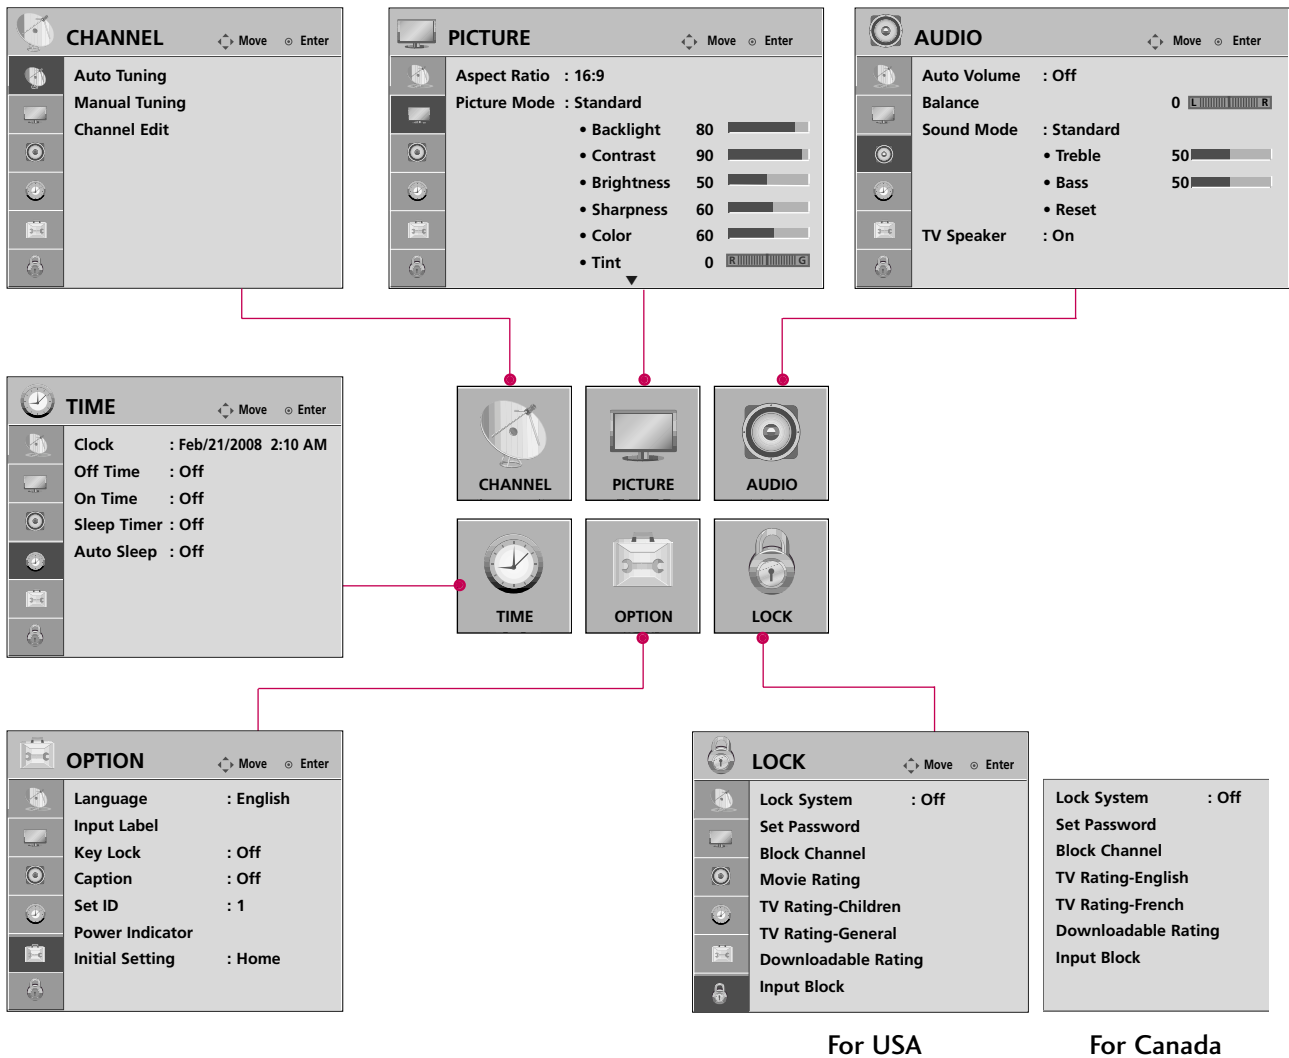 CHANNEL Move Enter
Auto Tuning
Manual Tuning
Channel Edit
PICTURE Move Enter
Aspect Ratio : 16:9
Picture Mode : Standard
• Backlight 80
• Contrast 90
• Brightness 50
• Sharpness 60
• Color 60
• Tint 0 R G
AUDIO Move Enter
Auto Volume : Off
Balance 0 L R
Sound Mode : Standard
• Treble 50
• Bass 50
• Reset
TV Speaker : On
TIME Move Enter
Clock : Feb/21/2008 2:10 AM
Off Time : Off
On Time : Off
Sleep Timer : Off
Auto Sleep : Off
CHANNEL
PICTURE
AUDIO
TIME
OPTION
LOCK
OPTION Move Enter
Language : English
Input Label
Key Lock : Off
Caption : Off
Set ID : 1
Power Indicator
Initial Setting : Home
LOCK Move Enter
Lock System : Off
Set Password
Block Channel
Movie Rating
TV Rating-Children
TV Rating-General
Downloadable Rating
Input Block
For USA
Lock System : Off
Set Password
Block Channel
TV Rating-English
TV Rating-French
Downloadable Rating
Input Block
For Canada